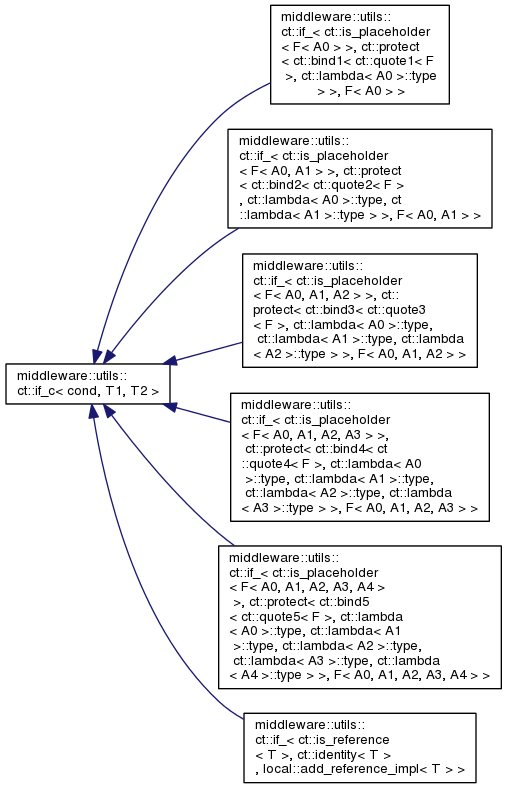 middleware::utils::
ct::if_< ct::is_placeholder
< F< A0 > >, ct::protect
< ct::bind1< ct::quote1< F
>, ct::lambda< A0 >::type
> >, F< A0 > >
middleware::utils::
ct::if_< ct::is_placeholder
< F< A0, A1 > >, ct::protect
< ct::bind2< ct::quote2< F >
, ct::lambda< A0 >::type, ct
::lambda< A1 >::type > >, F< A0, A1 > >
middleware::utils::
ct::if_< ct::is_placeholder
< F< A0, A1, A2 > >, ct::
protect< ct::bind3< ct::quote3
< F >, ct::lambda< A0 >::type,
ct::lambda< A1 >::type, ct::lambda
< A2 >::type > >, F< A0, A1, A2 > >
middleware::utils::
ct::if_c< cond, T1, T2 >
middleware::utils::
ct::if_< ct::is_placeholder
< F< A0, A1, A2, A3 > >,
ct::protect< ct::bind4< ct
::quote4< F >, ct::lambda< A0
>::type, ct::lambda< A1 >::type,
ct::lambda< A2 >::type, ct::lambda
< A3 >::type > >, F< A0, A1, A2, A3 > >
middleware::utils::
ct::if_< ct::is_placeholder
< F< A0, A1, A2, A3, A4 >
>, ct::protect< ct::bind5
< ct::quote5< F >, ct::lambda
< A0 >::type, ct::lambda< A1
>::type, ct::lambda< A2 >::type,
ct::lambda< A3 >::type, ct::lambda
< A4 >::type > >, F< A0, A1, A2, A3, A4 > >
middleware::utils::
ct::if_< ct::is_reference
< T >, ct::identity< T >
, local::add_reference_impl< T > >